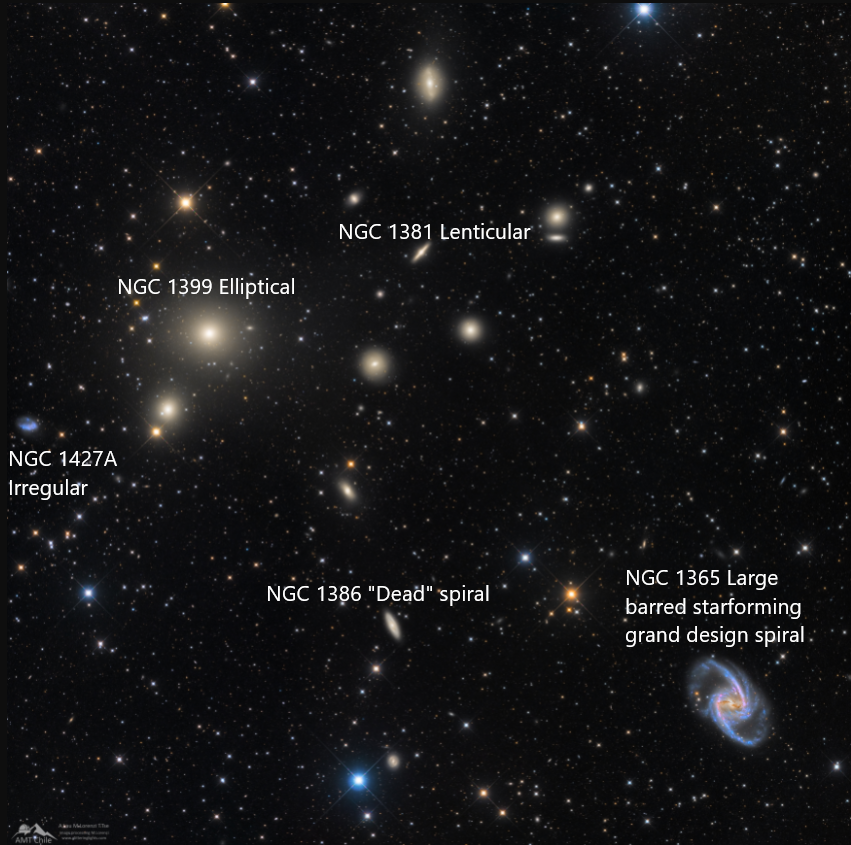 NGC 1381 Lenticular
NGC 1399 Elliptical
NGC 1427A
Irregular
NGC 1386 "Dead" spiral
NGC 1365 Large
barred starforming
grand design spiral
AMT Chile